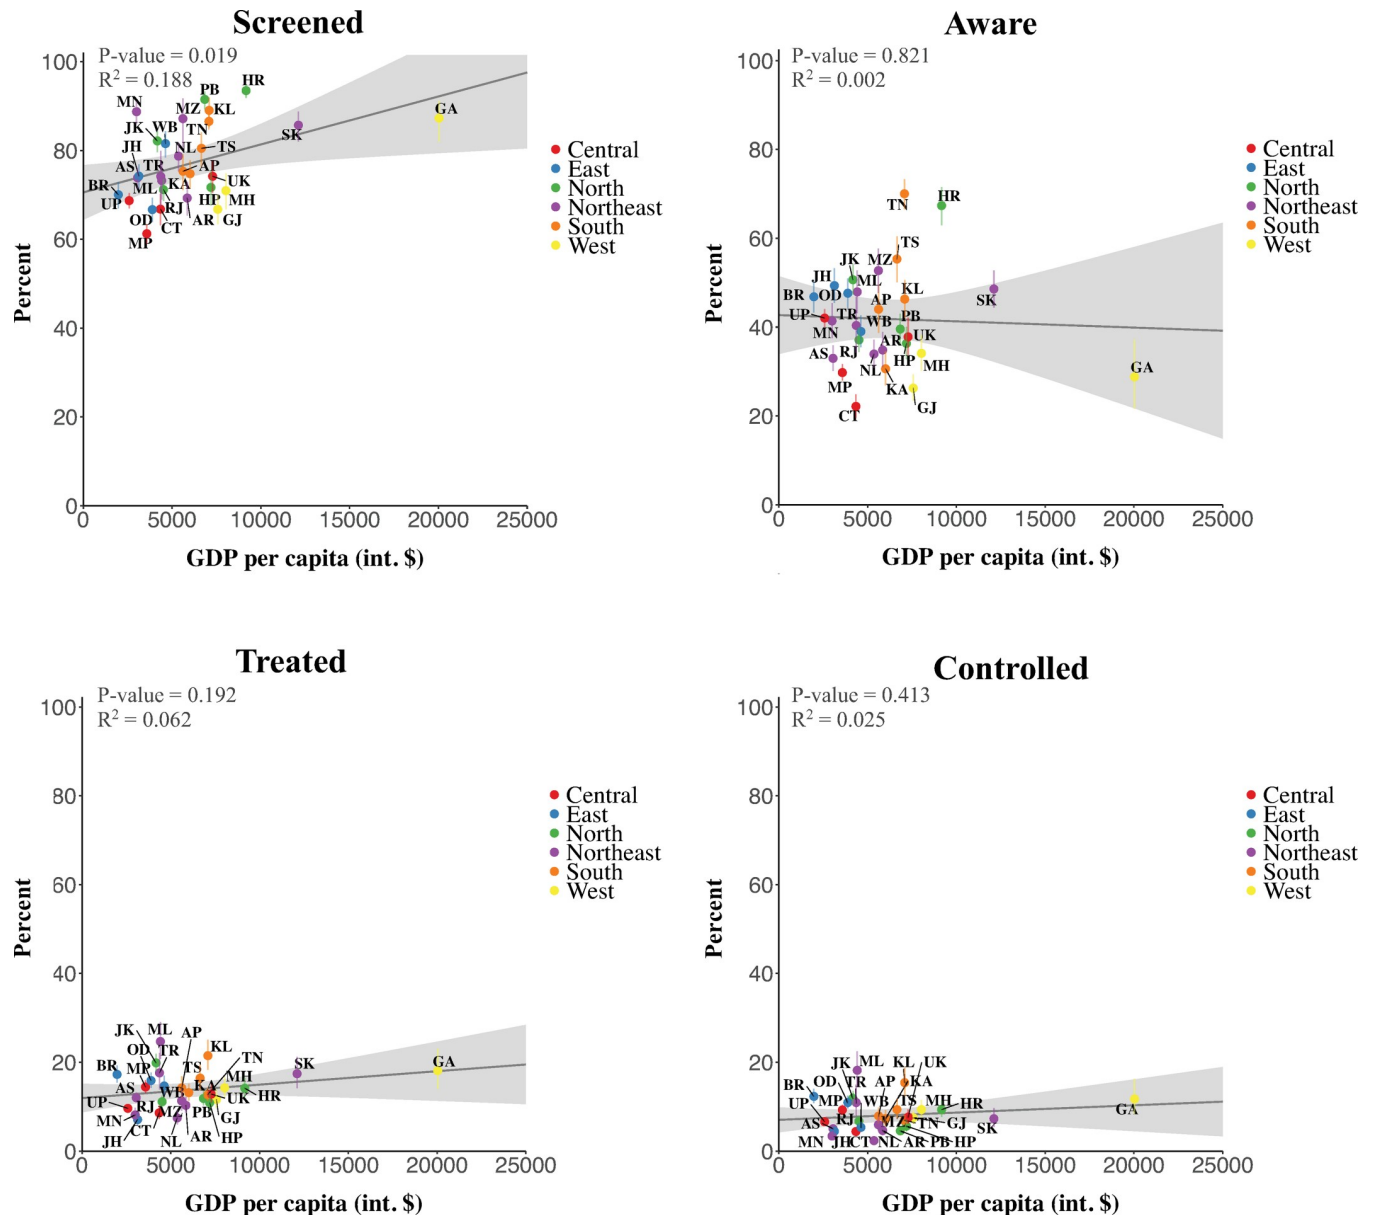 Screened
P-value = 0.019
R² = 0.188
100
80
60
40
20
0
Percent
HR
PB
MN
MZ
KL
GA
JK
WB
TN
SK
JH
NL
TS
AS
TR
AP
BR
ML
KA
UK
UP
HP
MH
OD
RJ
AR
GJ
CT
MP
0 5000 10000 15000 20000 25000
GDP per capita (int. $)
Central
East
North
Northeast
South
West
Aware
P-value = 0.821
R² = 0.002
100
80
60
40
20
0
Percent
TN
HR
TS
JK
MZ
JH
ML
BR
OD
KL
SK
AP
UP
TR
PB
MN
WB
UK
AR
AS
RJ
HP
NL
MH
GA
MP
KA
GJ
CT
0 5000 10000 15000 20000 25000
GDP per capita (int. $)
Central
East
North
Northeast
South
West
Treated
P-value = 0.192
R² = 0.062
100
80
60
40
20
0
Percent
JK
ML
AP
OD
TR
KL
TN
BR
MP
TS
SK
GA
AS
WB
KA
MH
UP
RJ
MZ
PB
UK
HR
MN
CT
GJ
JH
NL
AR
HP
0 5000 10000 15000 20000 25000
GDP per capita (int. $)
Central
East
North
Northeast
South
West
Controlled
P-value = 0.413
R² = 0.025
100
80
60
40
20
0
Percent
JK
ML
KL
UK
BR
OD
TR
AP
KA
UP
MP
WB
TS
MH
HR
GA
AS
RJ
MZ
TN
GJ
SK
MN
JH
CT
NL
AR
PB
HP
0 5000 10000 15000 20000 25000
GDP per capita (int. $)
Central
East
North
Northeast
South
West